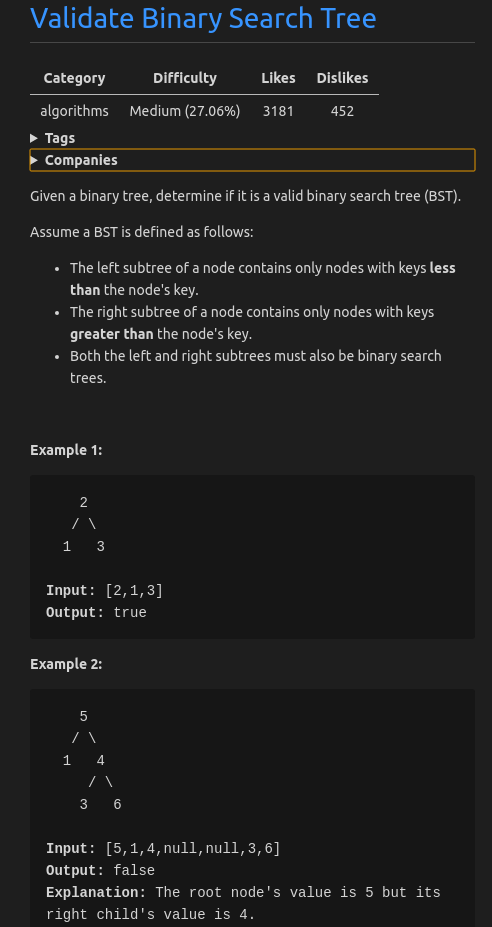 Validate Binary Search Tree
Category Difficulty Likes Dislikes
algorithms Medium (27.06%) 3181 452
▶ Tags
▶ Companies
Given a binary tree, determine if it is a valid binary search tree (BST).
Assume a BST is defined as follows:
• The left subtree of a node contains only nodes with keys less
than the node's key.
• The right subtree of a node contains only nodes with keys
greater than the node's key.
• Both the left and right subtrees must also be binary search
trees.
Example 1:
    2
   / \
  1   3
Input: [2,1,3]
Output: true
Example 2:
    5
   / \
  1   4
     / \
    3   6
Input: [5,1,4,null,null,3,6]
Output: false
Explanation: The root node's value is 5 but its
right child's value is 4.